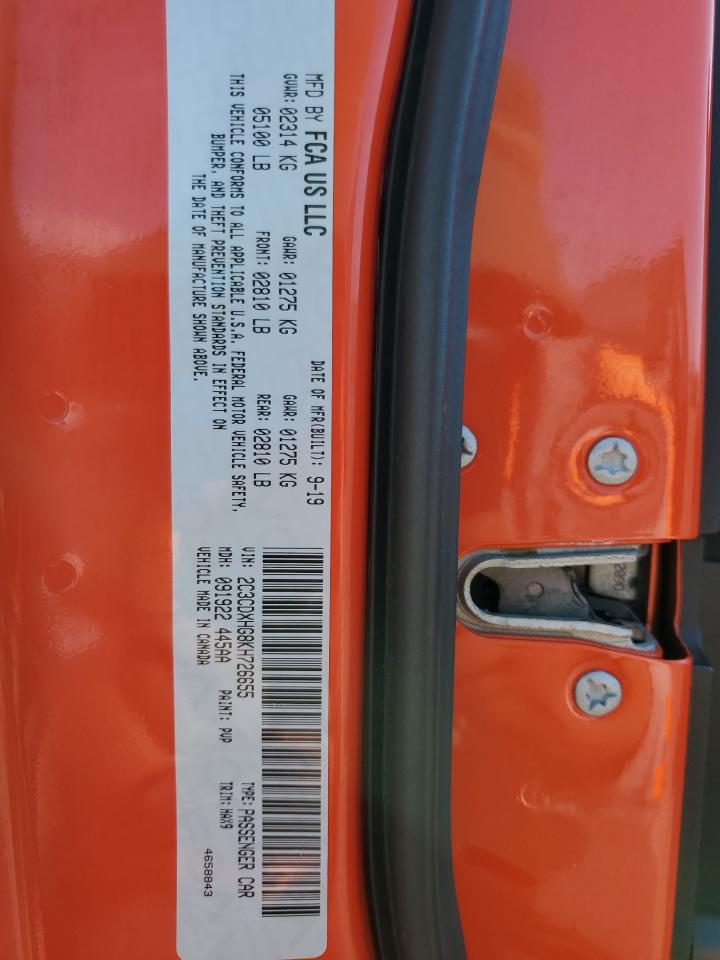 MFD BY FCA US LLC
DATE OF MFR(BUILT): 9-19
GVWR: 02314 KG GAWR: 01275 KG GAWR: 01275 KG
05100 LB FRONT: 02810 LB REAR: 02810 LB
THIS VEHICLE CONFORMS TO ALL APPLICABLE U.S.A. FEDERAL MOTOR VEHICLE SAFETY,
BUMPER, AND THEFT PREVENTION STANDARDS IN EFFECT ON
THE DATE OF MANUFACTURE SHOWN ABOVE.
VIN: 2C3CDXHG9KH726655 TYPE: PASSENGER CAR
MDH: 091922 445AA PAINT: PVP TRIM: HAX9
VEHICLE MADE IN CANADA
4658843